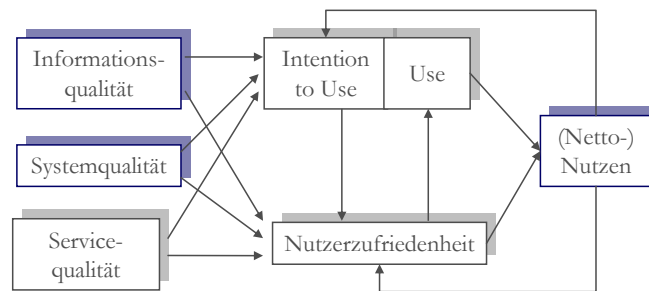 Informations-
qualität
Systemqualität
Service-
qualität
Intention
to Use
Use
Nutzerzufriedenheit
(Netto-)
Nutzen